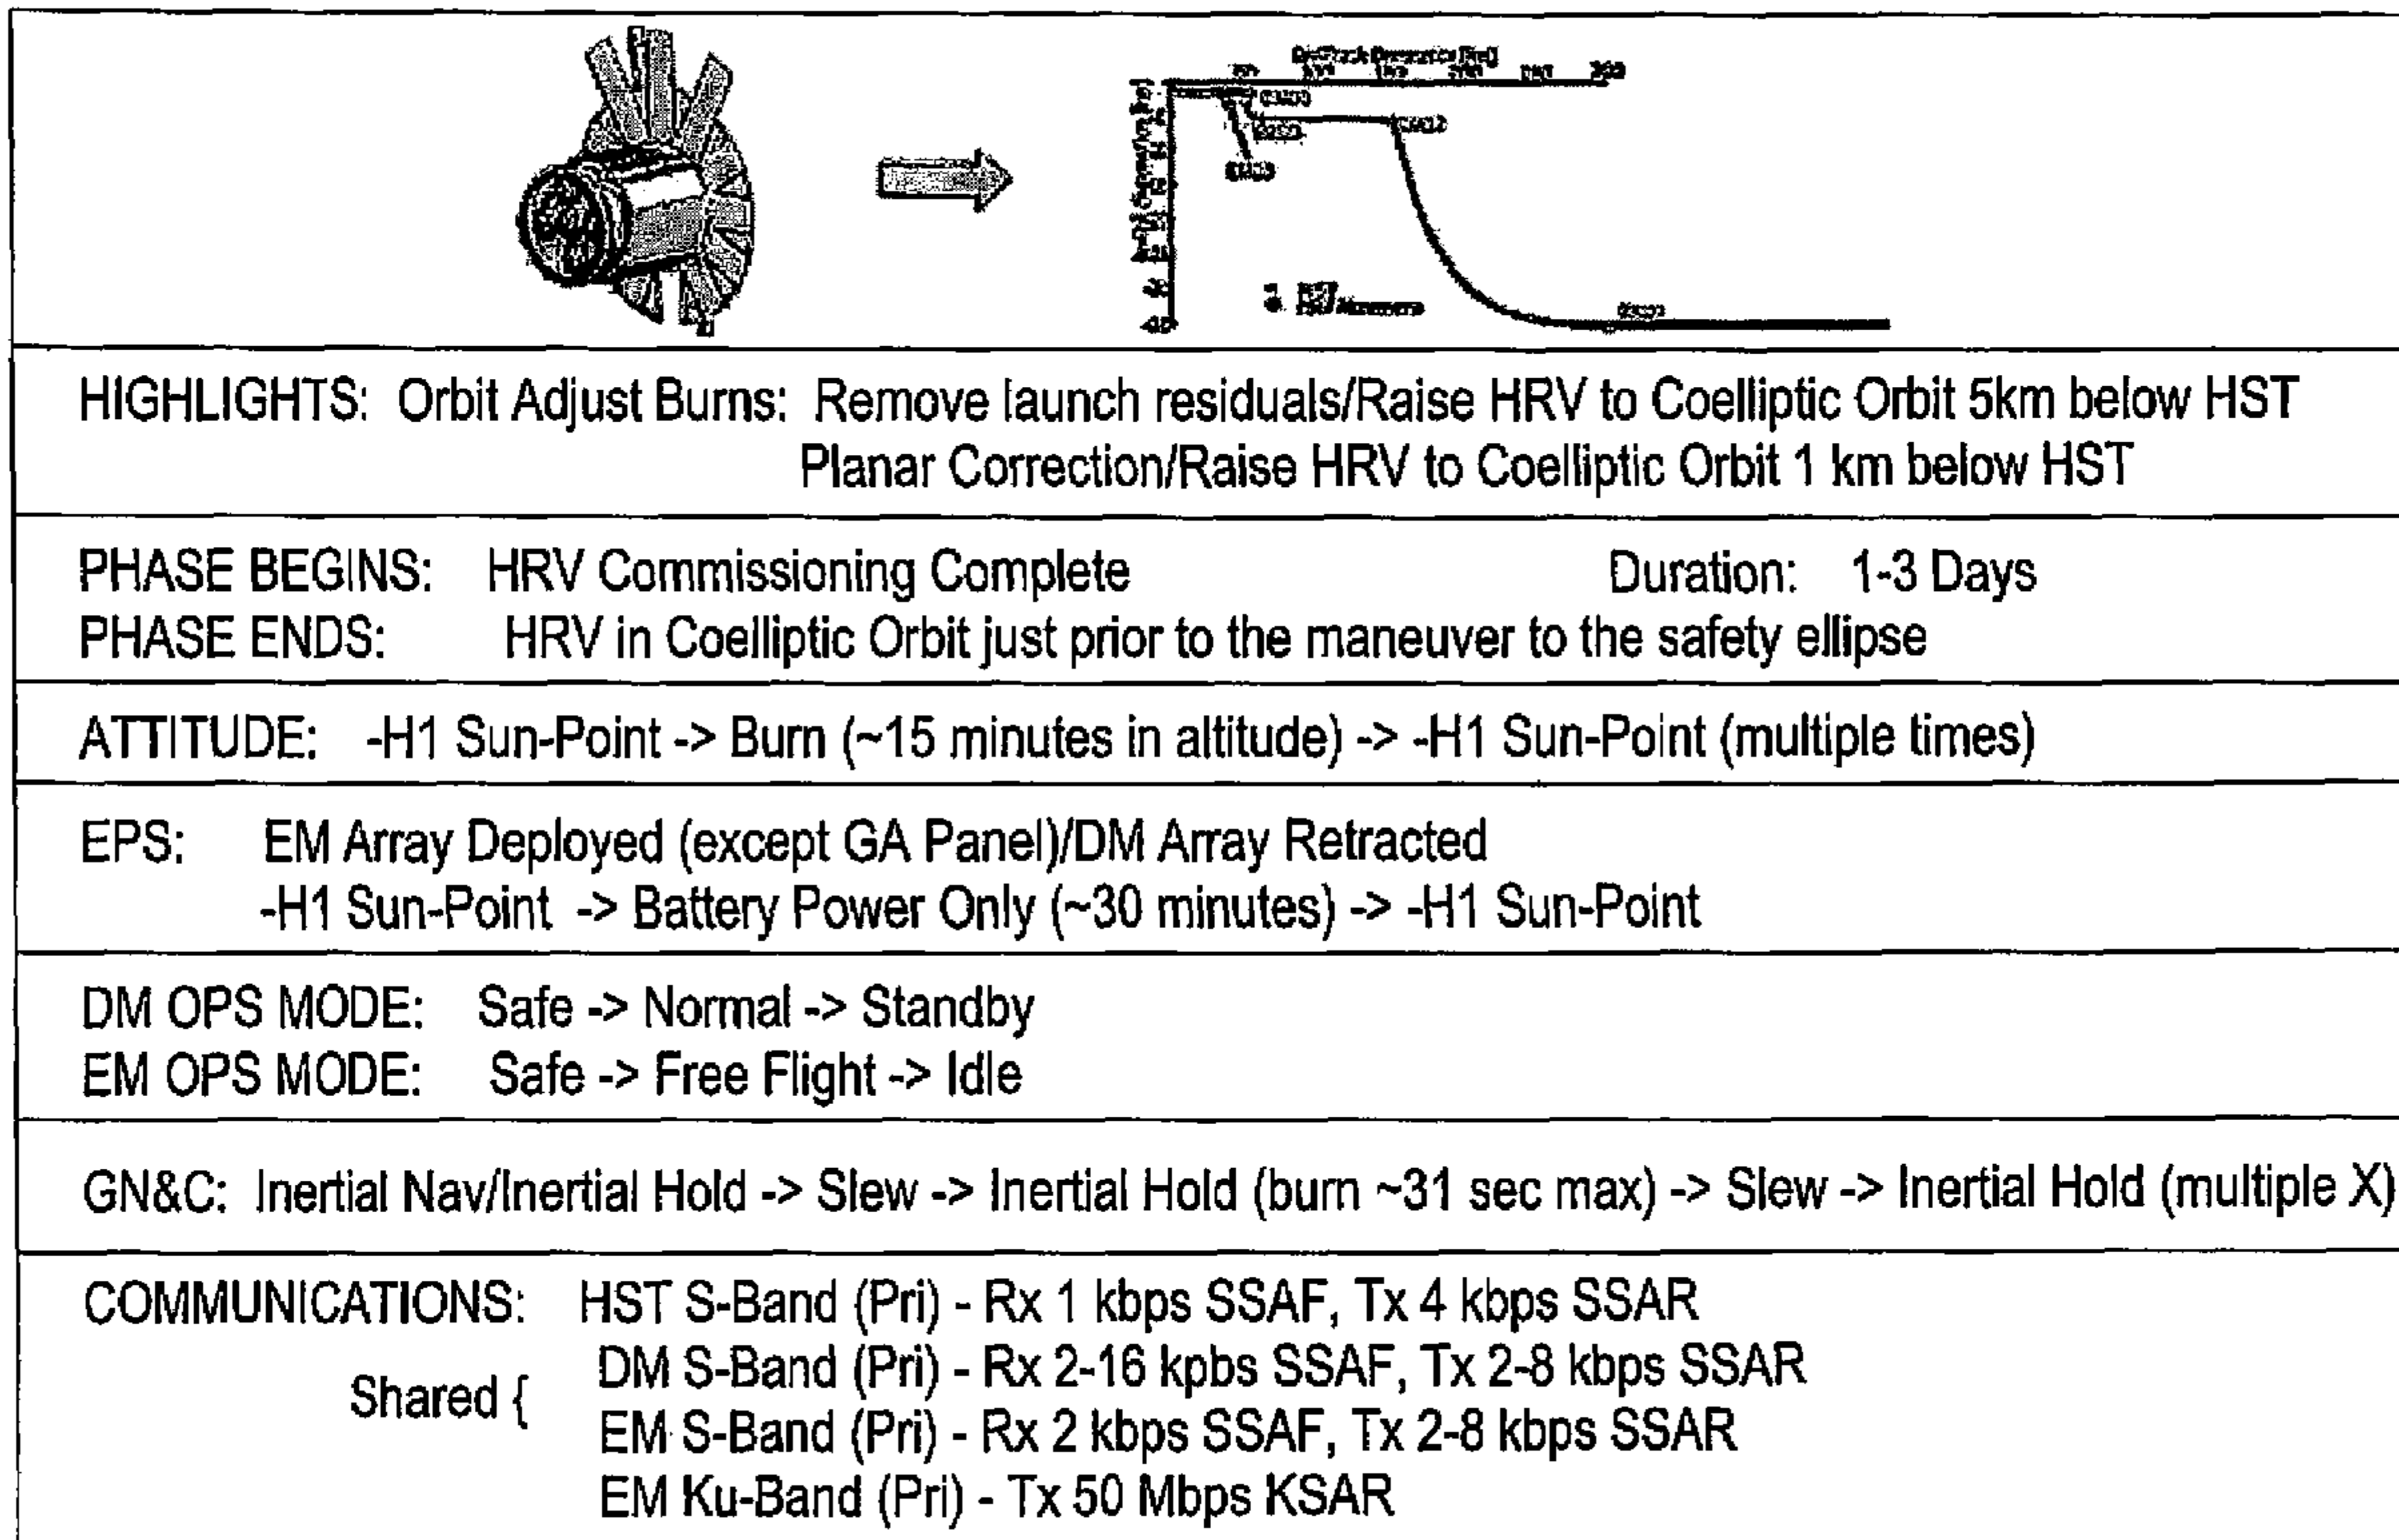 300
HIGHLIGHTS: Orbit Adjust Burns: Remove launch residuals/Raise HRV to Coelliptic Orbit 5km below HST
Planar Correction/Raise HRV to Coelliptic Orbit 1 km below HST
PHASE BEGINS: HRV Commissioning Complete Duration: 1-3 Days
PHASE ENDS: HRV in Coelliptic Orbit just prior to the maneuver to the safety ellipse
ATTITUDE: -H1 Sun-Point -> Burn (~15 minutes in altitude) -> -H1 Sun-Point (multiple times)
EPS: EM Array Deployed (except GA Panel)/DM Array Retracted
-H1 Sun-Point -> Battery Power Only (~30 minutes) -> -H1 Sun-Point
DM OPS MODE: Safe -> Normal -> Standby
EM OPS MODE: Safe -> Free Flight -> Idle
GN&C: Inertial Nav/Inertial Hold -> Slew -> Inertial Hold (burn ~31 sec max) -> Slew -> Inertial Hold (multiple X)
COMMUNICATIONS: HST S-Band (Pri) - Rx 1 kbps SSAF, Tx 4 kbps SSAR
Shared { DM S-Band (Pri) - Rx 2-16 kpbs SSAF, Tx 2-8 kbps SSAR
EM S-Band (Pri) - Rx 2 kbps SSAF, Tx 2-8 kbps SSAR
EM Ku-Band (Pri) - Tx 50 Mbps KSAR